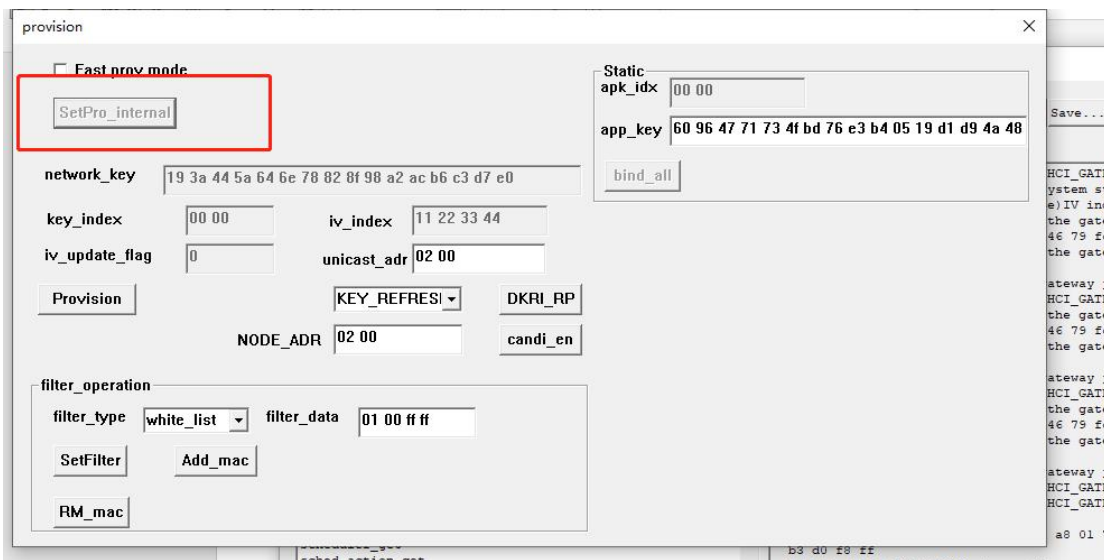 provision
Fast prov mode
SetPro_internal
Static
apk_idx 00 00
app_key 60 96 47 71 73 4f bd 76 e3 b4 05 19 d1 d9 4a 48
bind_all
network_key 19 3a 44 5a 64 6e 78 82 8f 98 a2 ac b6 c3 d7 e0
key_index 00 00 iv_index 11 22 33 44
iv_update_flag 0 unicast_adr 02 00
Provision KEY_REFRESI DKRI_RP
NODE_ADR 02 00 candi_en
filter_operation
filter_type white_list filter_data 01 00 ff ff
SetFilter Add_mac
RM_mac
Save...
HCI_GAT
ystem s
e)IV in
the gat
46 79 f
the gat
ateway
HCI_GAT
the gat
46 79 f
the gat
ateway
HCI_GAT
the gat
46 79 f
the gat
ateway
HCI_GAT
HCI_GAT
a8 01
b3 d0 f8 ff